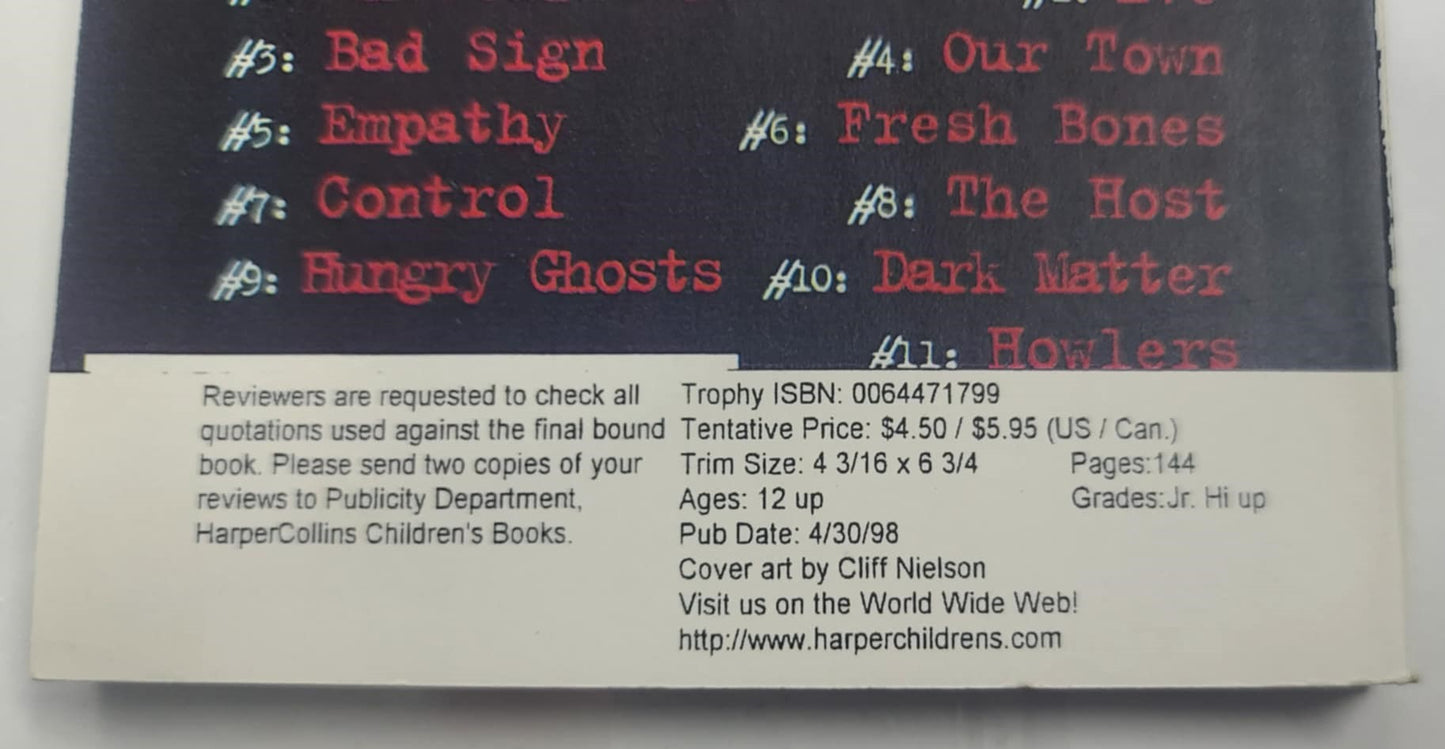 #3: Bad Sign #4: Our Town
#5: Empathy #6: Fresh Bones
#7: Control #8: The Host
#9: Hungry Ghosts #10: Dark Matter
#11: Howlers
Reviewers are requested to check all
quotations used against the final bound
book. Please send two copies of your
reviews to Publicity Department,
HarperCollins Children's Books.
Trophy ISBN: 0064471799
Tentative Price: $4.50 / $5.95 (US / Can.)
Trim Size: 4 3/16 x 6 3/4 Pages:144
Ages: 12 up Grades:Jr. Hi up
Pub Date: 4/30/98
Cover art by Cliff Nielson
Visit us on the World Wide Web!
http://www.harperchildrens.com